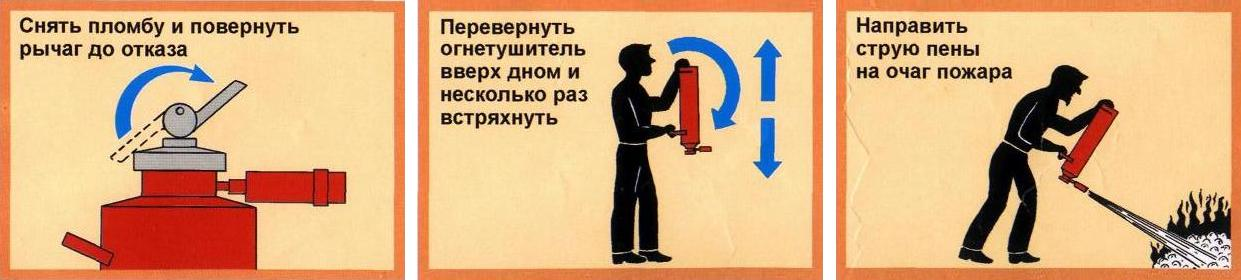 Снять пломбу и повернуть
рычаг до отказа
Перевернуть
огнетушитель
вверх дном и
несколько раз
встряхнуть
Направить
струю пены
на очаг пожара